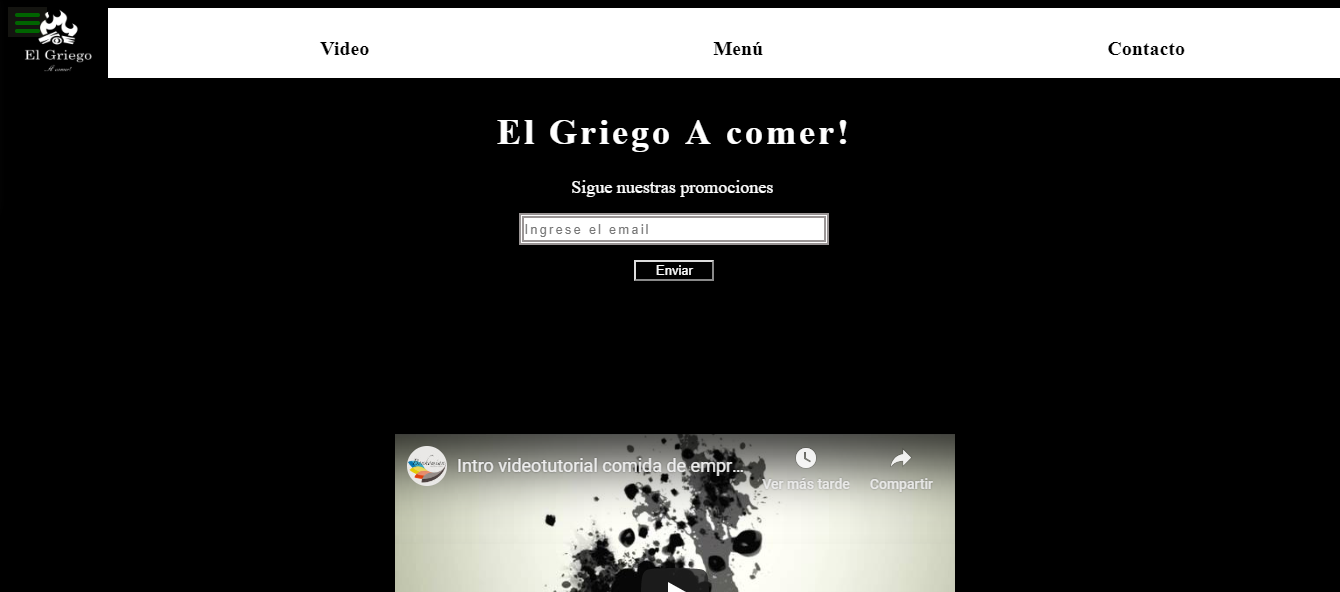 El Griego
A comer!
Video
Menú
Contacto
El Griego A comer!
Sigue nuestras promociones
Ingrese el email
Enviar
Intro videotutorial comida de empr...
Ver más tarde
Compartir